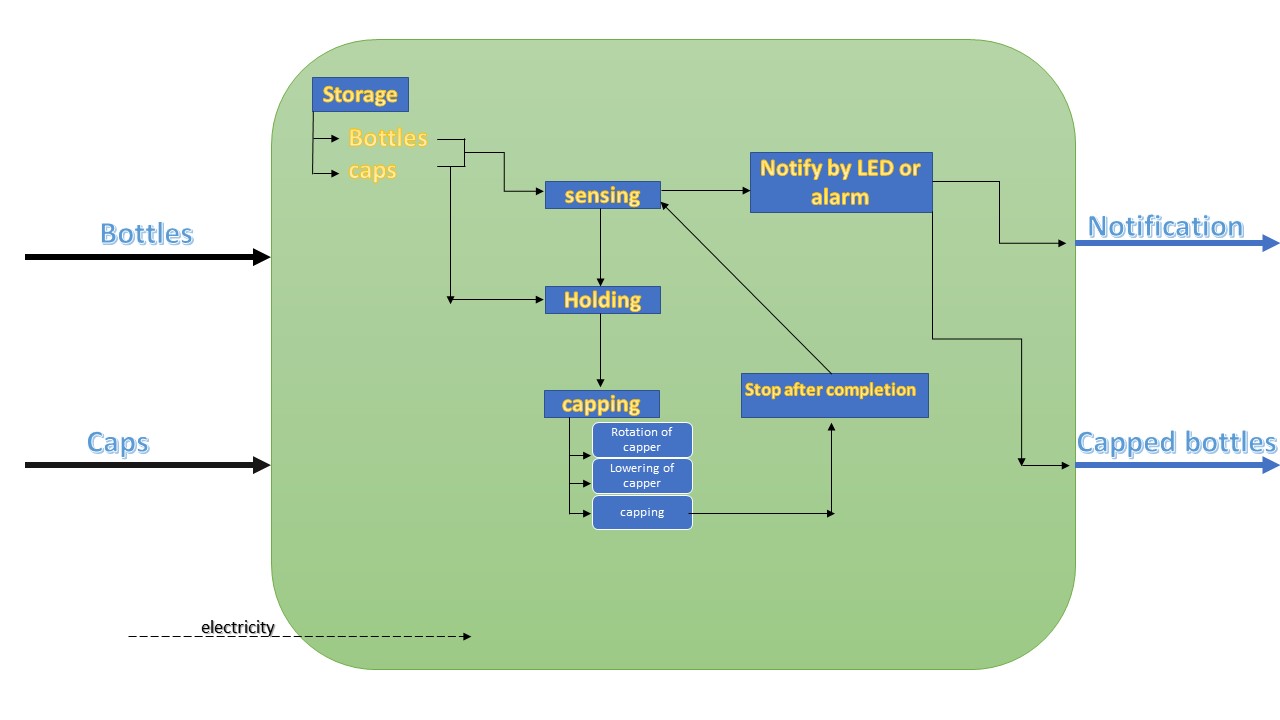 Storage
Bottles
caps
sensing
Notify by LED or
alarm
Bottles
Notification
Holding
Stop after completion
capping
Rotation of
capper
Lowering of
capper
capping
Caps
Capped bottles
electricity